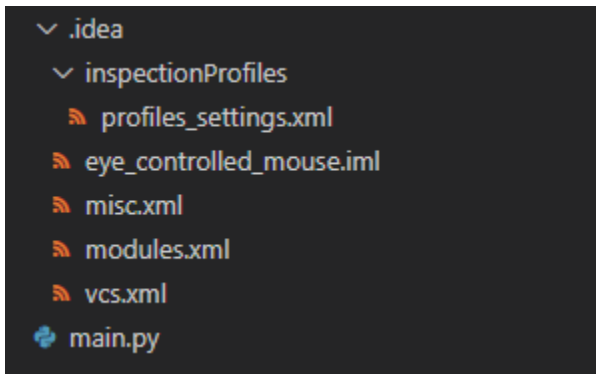 .idea
inspectionProfiles
profiles_settings.xml
eye_controlled_mouse.iml
misc.xml
modules.xml
vcs.xml
main.py